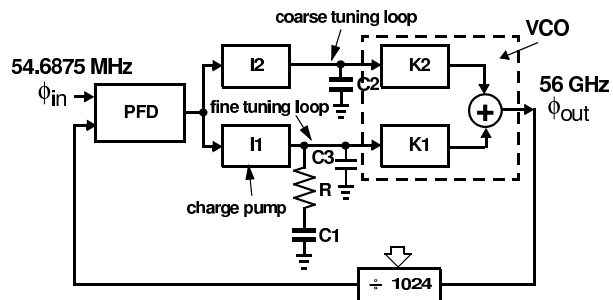 coarse tuning loop
VCO
54.6875 MHz
ϕin
PFD
I2
C2
K2
56 GHz
ϕout
+
fine tuning loop
I1
C3
K1
charge pump
R
C1
÷ 1024